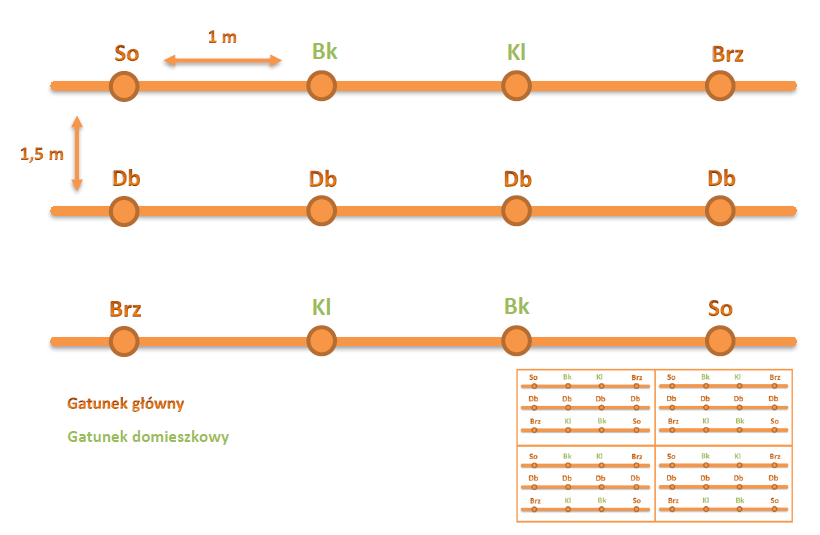 1 m
So Bk Kl Brz
1,5 m
Db Db Db Db
Brz Kl Bk So
Gatunek główny
Gatunek domieszkowy
So Bk Kl Brz So Bk Kl Brz
Db Db Db Db Db Db Db Db
Brz Kl Bk So Brz Kl Bk So
So Bk Kl Brz So Bk Kl Brz
Db Db Db Db Db Db Db Db
Brz Kl Bk So Brz Kl Bk So